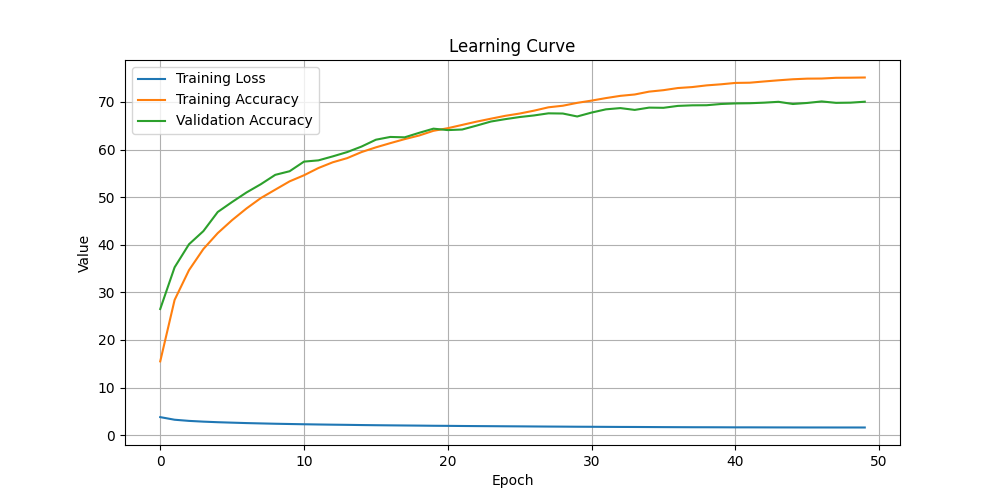 Learning Curve
Training Loss
Training Accuracy
Validation Accuracy
Value
70
60
50
40
30
20
10
0
0 10 20 30 40 50
Epoch